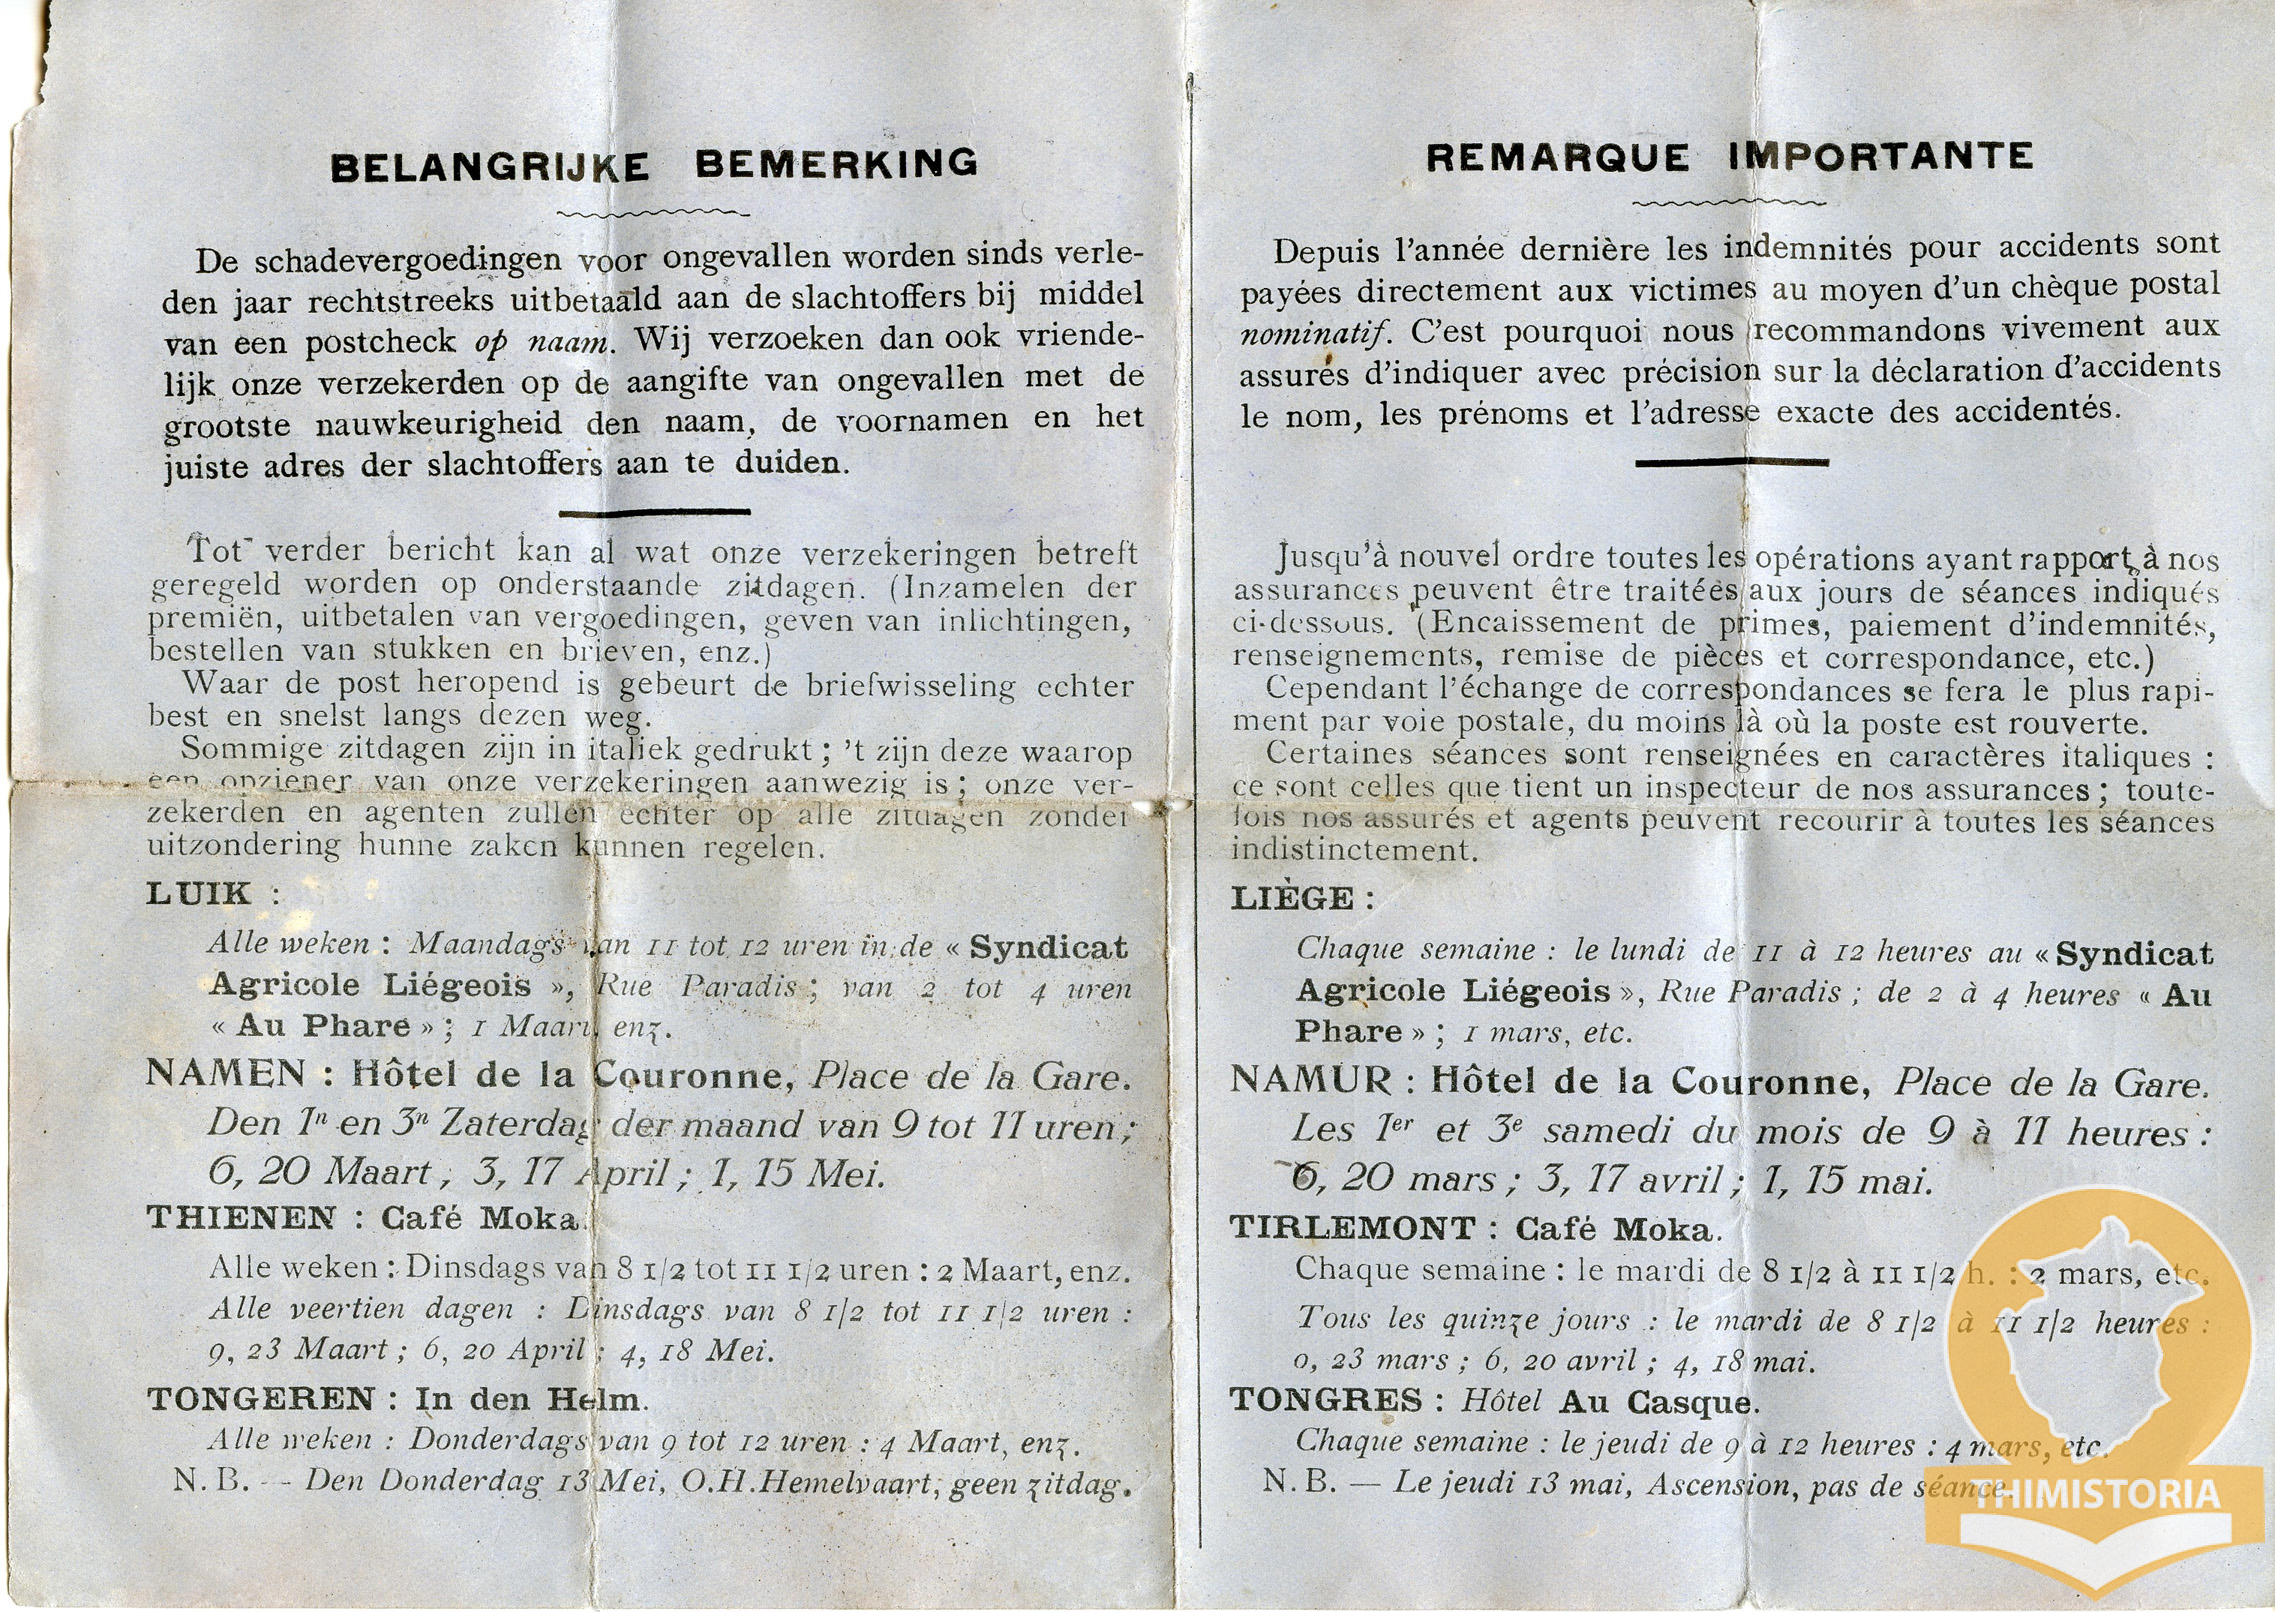 BELANGRIJKE BEMERKING
De schadevergoedingen voor ongevallen worden sinds verle-
den jaar rechtstreeks uitbetaald aan de slachtoffers bij middel
van een postcheck op naam. Wij verzoeken dan ook vriende-
lijk onze verzekerden op de aangifte van ongevallen met de
grootste nauwkeurigheid den naam, de voornamen en het
juiste adres der slachtoffers aan te duiden.
Tot verder bericht kan al wat onze verzekeringen betreft
geregeld worden op onderstaande zitdagen. (Inzamelen der
premiën, uitbetalen van vergoedingen, geven van inlichtingen,
bestellen van stukken en brieven, enz.)
Waar de post heropend is gebeurt de briefwisseling echter
best en snelst langs dezen weg.
Sommige zitdagen zijn in italiek gedrukt ; 't zijn deze waarop
een opziener van onze verzekeringen aanwezig is ; onze ver-
zekerden en agenten zullen echter op alle zitdagen zonder
uitzondering hunne zaken kunnen regelen.
LUIK :
Alle weken : Maandags van 11 tot 12 uren in de « Syndicat
Agricole Liégeois », Rue Paradis ; van 2 tot 4 uren
« Au Phare » ; 1 Maart, enz.
NAMEN : Hôtel de la Couronne, Place de la Gare.
Den 1n en 3n Zaterdag der maand van 9 tot 11 uren ;
6, 20 Maart ; 3, 17 April ; 1, 15 Mei.
THIENEN : Café Moka.
Alle weken : Dinsdags van 8 1/2 tot 11 1/2 uren : 2 Maart, enz.
Alle veertien dagen : Dinsdags van 8 1/2 tot 11 1/2 uren :
9, 23 Maart ; 6, 20 April ; 4, 18 Mei.
TONGEREN : In den Helm.
Alle weken : Donderdags van 9 tot 12 uren : 4 Maart, enz.
N. B. — Den Donderdag 13 Mei, O.H.Hemelvaart, geen zitdag.
REMARQUE IMPORTANTE
Depuis l'année dernière les indemnités pour accidents sont
payées directement aux victimes au moyen d'un chèque postal
nominatif. C'est pourquoi nous recommandons vivement aux
assurés d'indiquer avec précision sur la déclaration d'accidents
le nom, les prénoms et l'adresse exacte des accidentés.
Jusqu'à nouvel ordre toutes les opérations ayant rapport à nos
assurances peuvent être traitées aux jours de séances indiqués
ci-dessous. (Encaissement de primes, paiement d'indemnités,
renseignements, remise de pièces et correspondance, etc.)
Cependant l'échange de correspondances se fera le plus rapi-
ment par voie postale, du moins là où la poste est rouverte.
Certaines séances sont renseignées en caractères italiques :
ce sont celles que tient un inspecteur de nos assurances ; toute-
fois nos assurés et agents peuvent recourir à toutes les séances
indistinctement.
LIÈGE :
Chaque semaine : le lundi de 11 à 12 heures au « Syndicat
Agricole Liégeois », Rue Paradis ; de 2 à 4 heures « Au
Phare » ; 1 mars, etc.
NAMUR : Hôtel de la Couronne, Place de la Gare.
Les 1er et 3e samedi du mois de 9 à 11 heures :
6, 20 mars ; 3, 17 avril ; 1, 15 mai.
TIRLEMONT : Café Moka.
Chaque semaine : le mardi de 8 1/2 à 11 1/2 h. : 2 mars, etc.
Tous les quinze jours : le mardi de 8 1/2 à 11 1/2 heures :
9, 23 mars ; 6, 20 avril ; 4, 18 mai.
TONGRES : Hôtel Au Casque.
Chaque semaine : le jeudi de 9 à 12 heures : 4 mars, etc.
N. B. — Le jeudi 13 mai, Ascension, pas de séance.
THIMISTORIA